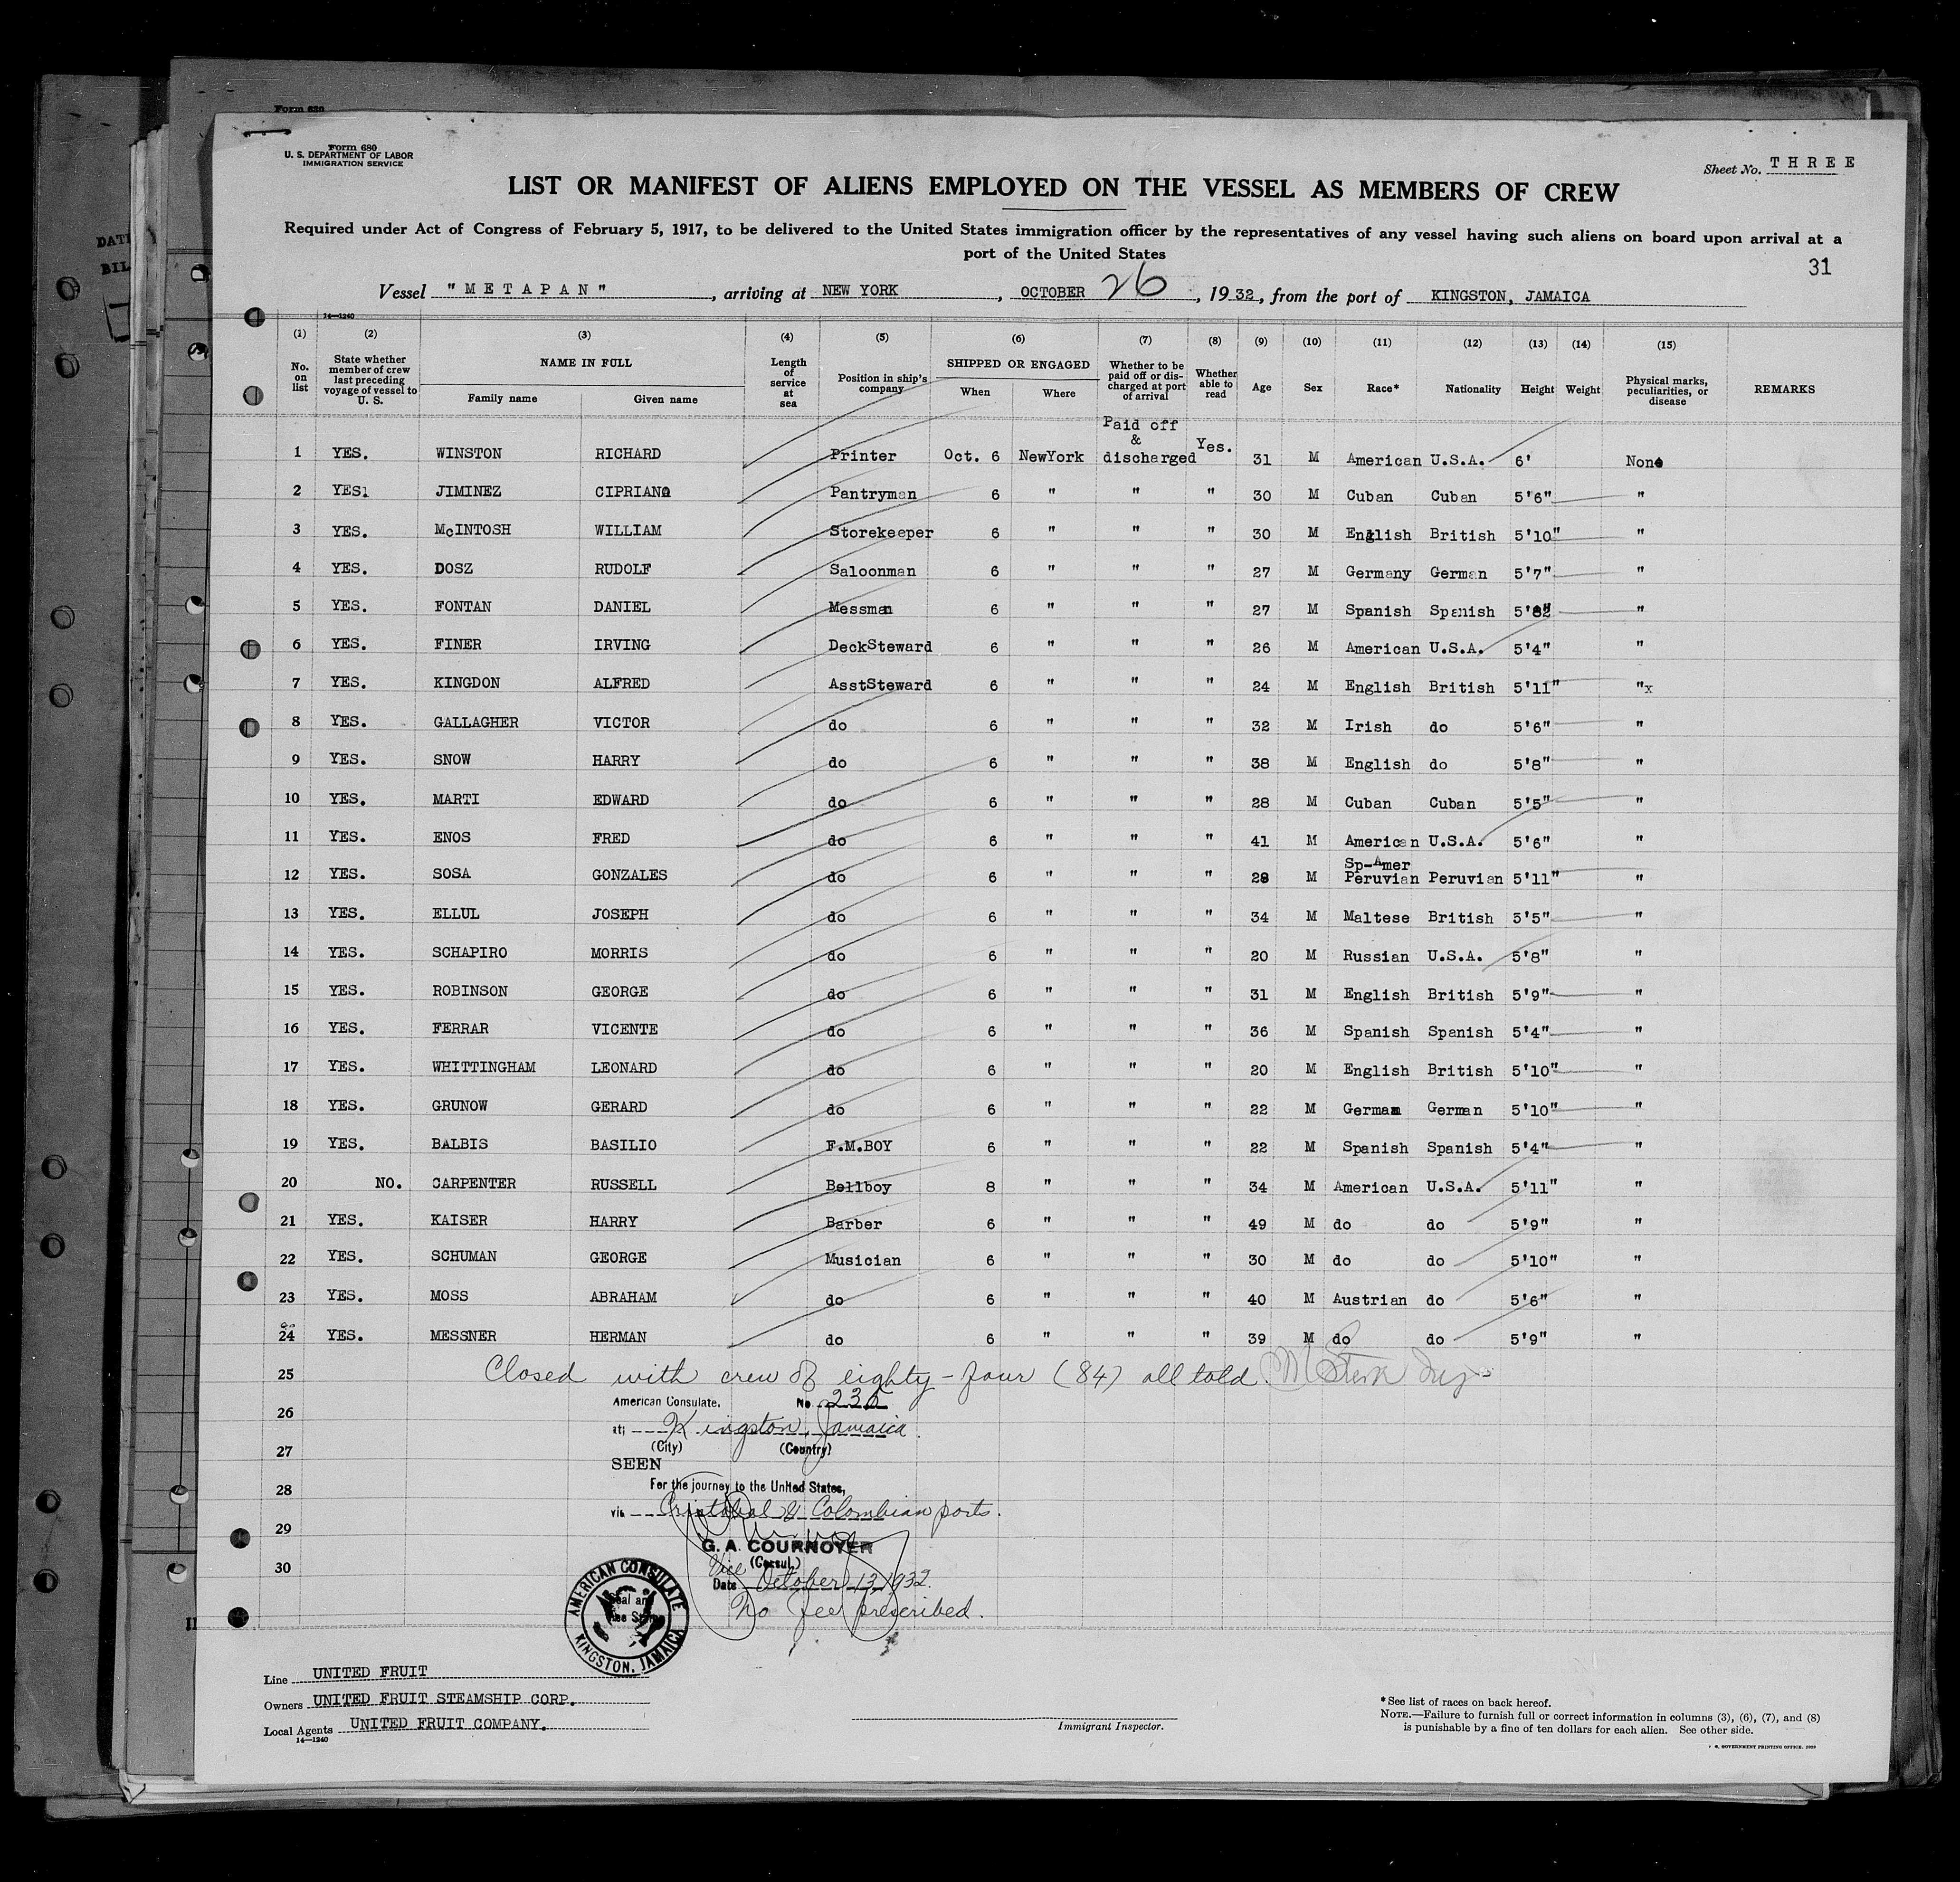 Form 630
Form 680
U. S. DEPARTMENT OF LABOR
IMMIGRATION SERVICE
Sheet No. THREE
LIST OR MANIFEST OF ALIENS EMPLOYED ON THE VESSEL AS MEMBERS OF CREW
Required under Act of Congress of February 5, 1917, to be delivered to the United States immigration officer by the representatives of any vessel having such aliens on board upon arrival at a
port of the United States
31
Vessel "METAPAN", arriving at NEW YORK, OCTOBER 26, 1932, from the port of KINGSTON, JAMAICA
14—1240
(1) (2) (3) (4) (5) (6) (7) (8) (9) (10) (11) (12) (13) (14) (15)
No. on list State whether member of crew last preceding voyage of vessel to U. S. NAME IN FULL Family name Given name Length of service at sea Position in ship's company SHIPPED OR ENGAGED When Where Whether to be paid off or discharged at port of arrival Whether able to read Age Sex Race* Nationality Height Weight Physical marks, peculiarities, or disease REMARKS
1 YES. WINSTON RICHARD Printer Oct. 6 NewYork Paid off & discharged Yes. 31 M American U.S.A. 6' None
2 YES1 JIMINEZ CIPRIANO Pantryman 6 " " " 30 M Cuban Cuban 5'6" "
3 YES. McINTOSH WILLIAM Storekeeper 6 " " " 30 M English British 5'10" "
4 YES. DOSZ RUDOLF Saloonman 6 " " " 27 M Germany German 5'7" "
5 YES. FONTAN DANIEL Messman 6 " " " 27 M Spanish Spanish "
6 YES. FINER IRVING DeckSteward 6 " " " 26 M American U.S.A. 5'4" "
7 YES. KINGDON ALFRED AsstSteward 6 " " " 24 M English British 5'11" "x
8 YES. GALLAGHER VICTOR do 6 " " " 32 M Irish do 5'6" "
9 YES. SNOW HARRY do 6 " " " 38 M English do 5'8" "
10 YES. MARTI EDWARD do 6 " " " 28 M Cuban Cuban 5'5" "
11 YES. ENOS FRED do 6 " " " 41 M American U.S.A. 5'6" "
12 YES. SOSA GONZALES do 6 " " " 28 M Sp-Amer Peruvian Peruvian 5'11" "
13 YES. ELLUL JOSEPH do 6 " " " 34 M Maltese British 5'5" "
14 YES. SCHAPIRO MORRIS do 6 " " " 20 M Russian U.S.A. 5'8" "
15 YES. ROBINSON GEORGE do 6 " " " 31 M English British 5'9" "
16 YES. FERRAR VICENTE do 6 " " " 36 M Spanish Spanish 5'4" "
17 YES. WHITTINGHAM LEONARD do 6 " " " 20 M English British 5'10" "
18 YES. GRUNOW GERARD do 6 " " " 22 M German German 5'10" "
19 YES. BALBIS BASILIO F.M.BOY 6 " " " 22 M Spanish Spanish 5'4" "
20 NO. CARPENTER RUSSELL Bellboy 8 " " " 34 M American U.S.A. 5'11" "
21 YES. KAISER HARRY Barber 6 " " " 49 M do do 5'9" "
22 YES. SCHUMAN GEORGE Musician 6 " " " 30 M do do 5'10" "
23 YES. MOSS ABRAHAM do 6 " " " 40 M Austrian do 5'6" "
24 YES. MESSNER HERMAN do 6 " " " 39 M do do 5'9" "
25 Closed with crew of eighty-four (84) all told.
American Consulate. No. 236
26
at; Kingston, Jamaica.
(City) (Country)
27
SEEN
For the journey to the United States,
28
via Cristobal & Colombian ports.
29
G. A. COURNOYER
Vice (Consul.)
30
Date October 13, 1932.
No fee prescribed.
AMERICAN CONSULATE
KINGSTON, JAMAICA
Line UNITED FRUIT
Owners UNITED FRUIT STEAMSHIP CORP.
Local Agents UNITED FRUIT COMPANY.
14—1240
Immigrant Inspector.
*See list of races on back hereof.
NOTE.—Failure to furnish full or correct information in columns (3), (6), (7), and (8)
is punishable by a fine of ten dollars for each alien. See other side.
GOVERNMENT PRINTING OFFICE